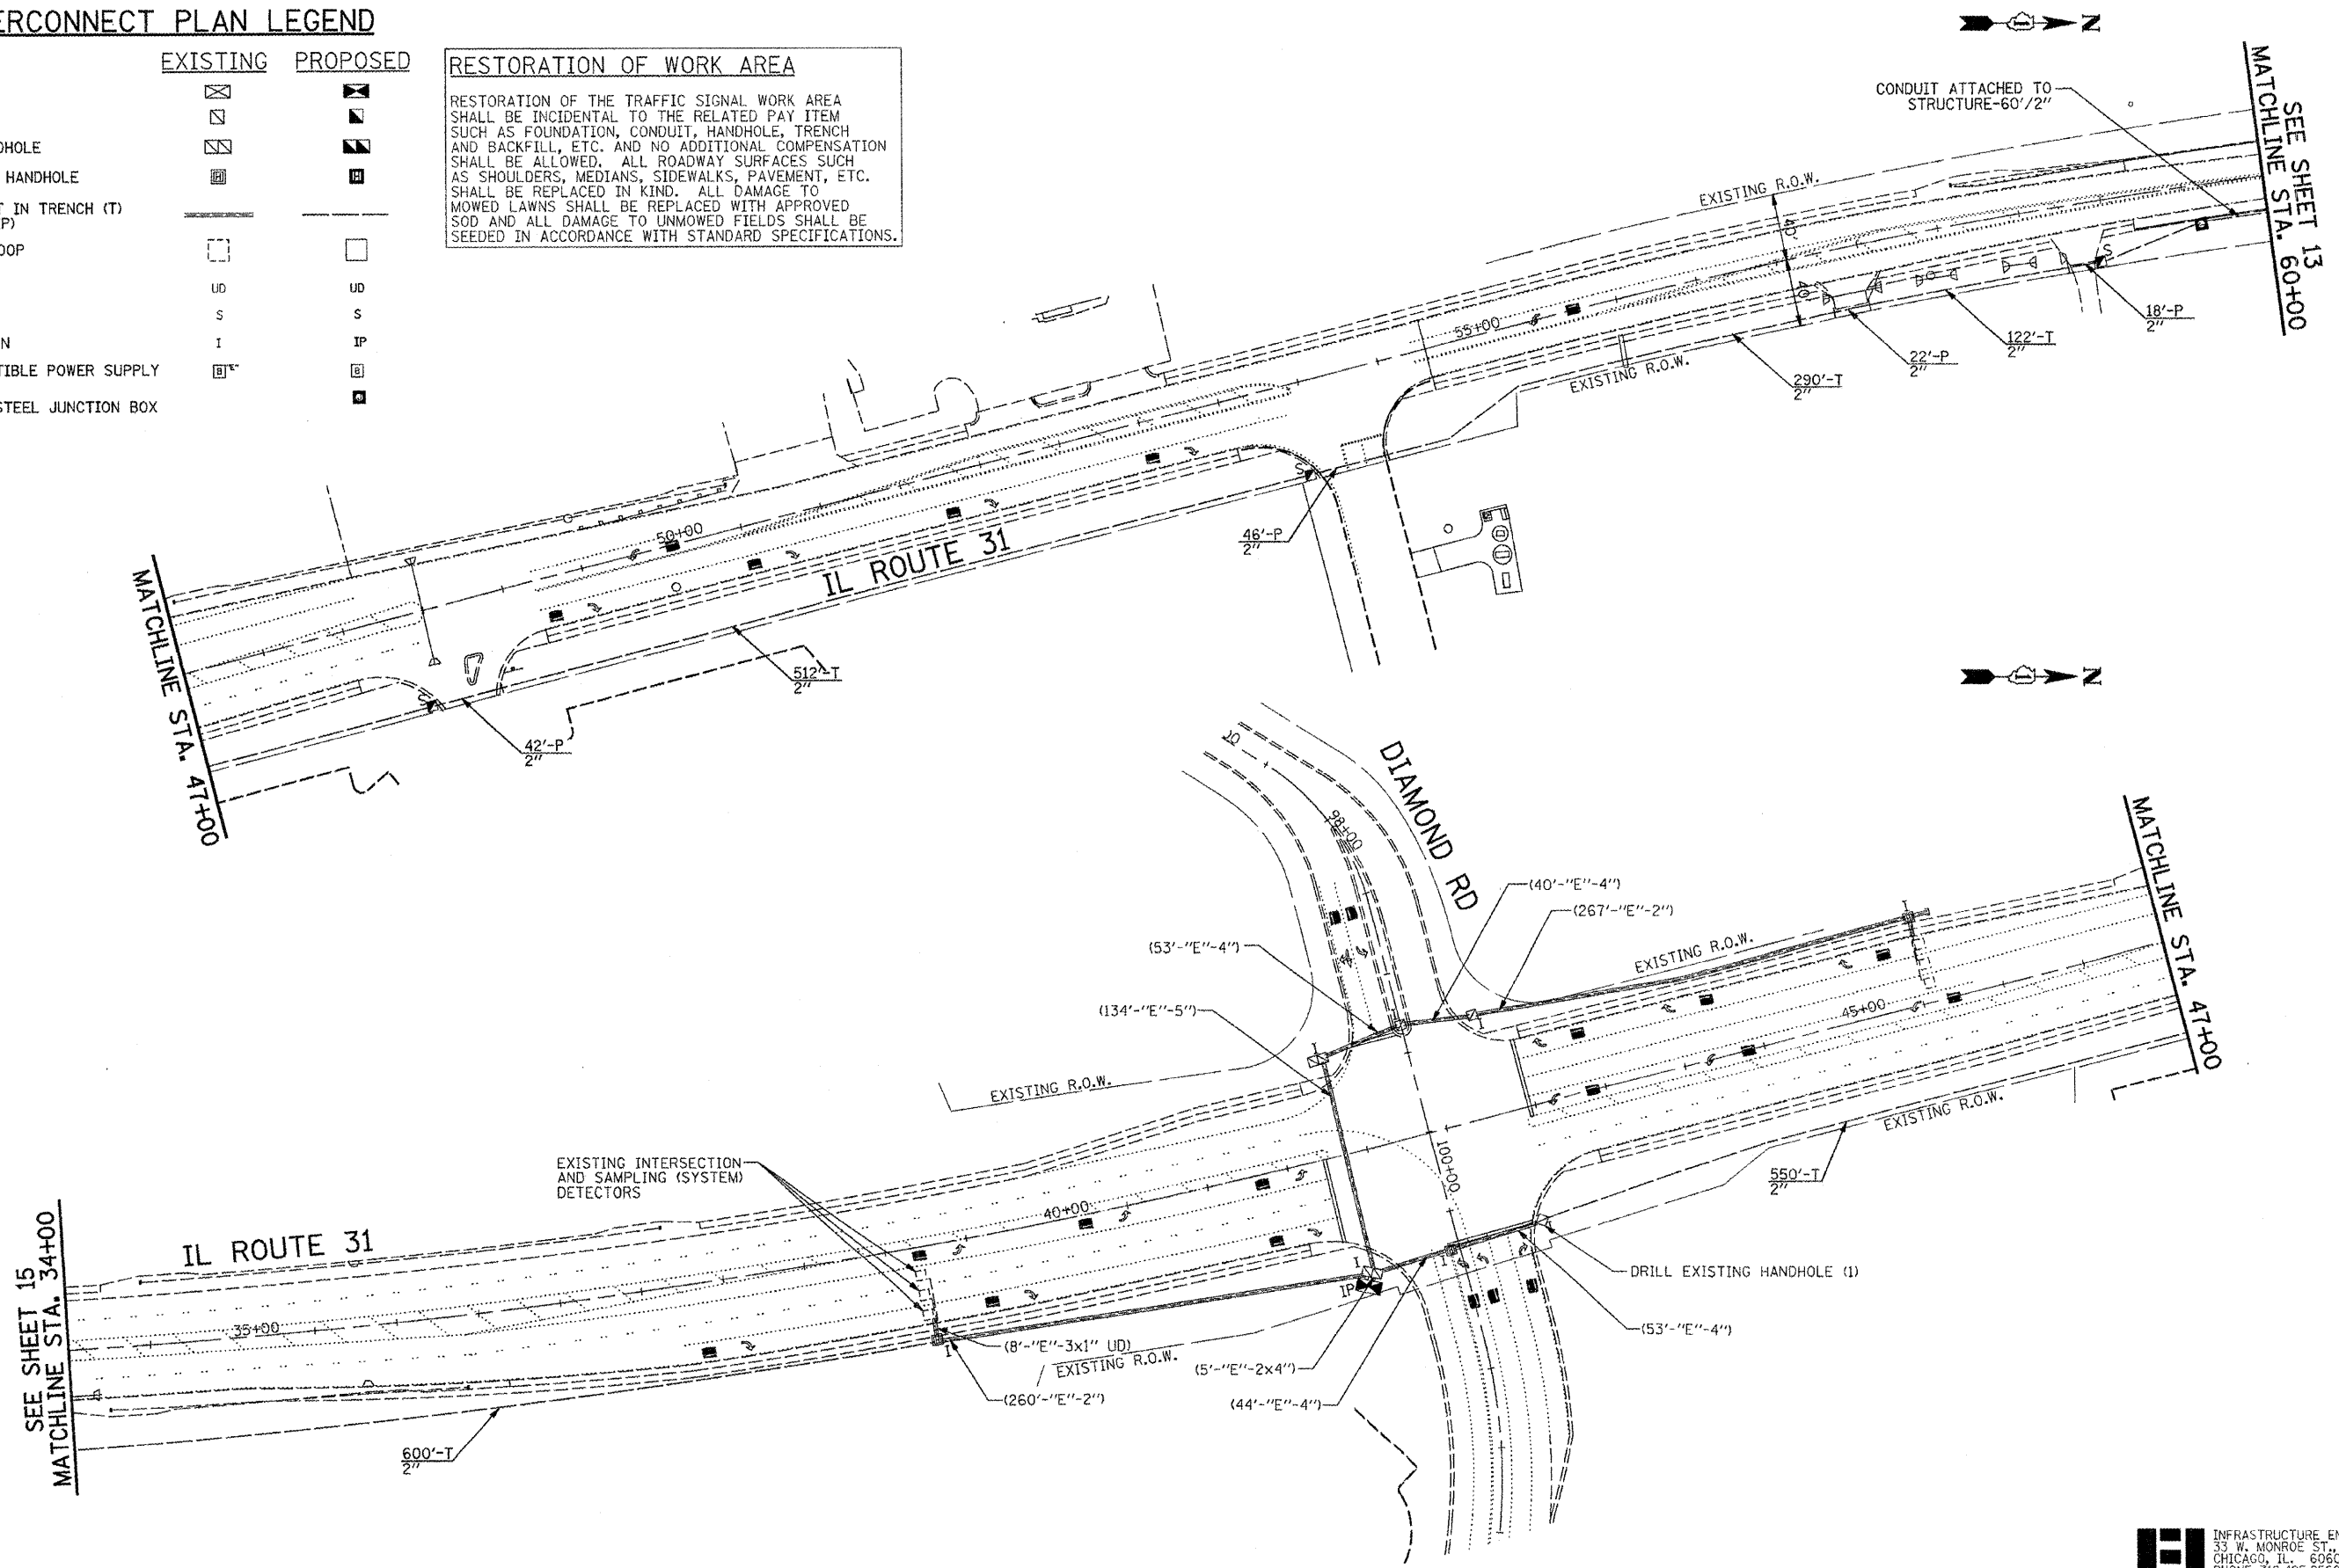 ERCONNECT PLAN LEGEND
EXISTING PROPOSED
DHOLE
HANDHOLE
T IN TRENCH (T)
P)
OOP
UD UD
S S
N I IP
TIBLE POWER SUPPLY
STEEL JUNCTION BOX
RESTORATION OF WORK AREA
RESTORATION OF THE TRAFFIC SIGNAL WORK AREA
SHALL BE INCIDENTAL TO THE RELATED PAY ITEM
SUCH AS FOUNDATION, CONDUIT, HANDHOLE, TRENCH
AND BACKFILL, ETC. AND NO ADDITIONAL COMPENSATION
SHALL BE ALLOWED. ALL ROADWAY SURFACES SUCH
AS SHOULDERS, MEDIANS, SIDEWALKS, PAVEMENT, ETC.
SHALL BE REPLACED IN KIND. ALL DAMAGE TO
MOWED LAWNS SHALL BE REPLACED WITH APPROVED
SOD AND ALL DAMAGE TO UNMOWED FIELDS SHALL BE
SEEDED IN ACCORDANCE WITH STANDARD SPECIFICATIONS.
N
CONDUIT ATTACHED TO
STRUCTURE-60'/2"
SEE SHEET 13
MATCHLINE STA. 60+00
EXISTING R.O.W.
40'
40'
S
18'-P
2"
122'-T
2"
22'-P
2"
290'-T
2"
55+00
EXISTING R.O.W.
S
46'-P
2"
50+00
IL ROUTE 31
512'-T
2"
42'-P
2"
MATCHLINE STA. 47+00
N
DIAMOND RD
98+00
(40'-"E"-4")
(267'-"E"-2")
(53'-"E"-4")
(134'-"E"-5")
EXISTING R.O.W.
I
I
I
45+00
MATCHLINE STA. 47+00
EXISTING R.O.W.
EXISTING R.O.W.
550'-T
2"
100+00
EXISTING INTERSECTION
AND SAMPLING (SYSTEM)
DETECTORS
40+00
IL ROUTE 31
35+00
SEE SHEET 15
MATCHLINE STA. 34+00
I
IP
DRILL EXISTING HANDHOLE (1)
(53'-"E"-4")
I
(8'-"E"-3x1" UD)
EXISTING R.O.W.
(5'-"E"-2x4")
(260'-"E"-2")
(44'-"E"-4")
600'-T
2"
INFRASTRUCTURE EN
33 W. MONROE ST.,
CHICAGO, IL.